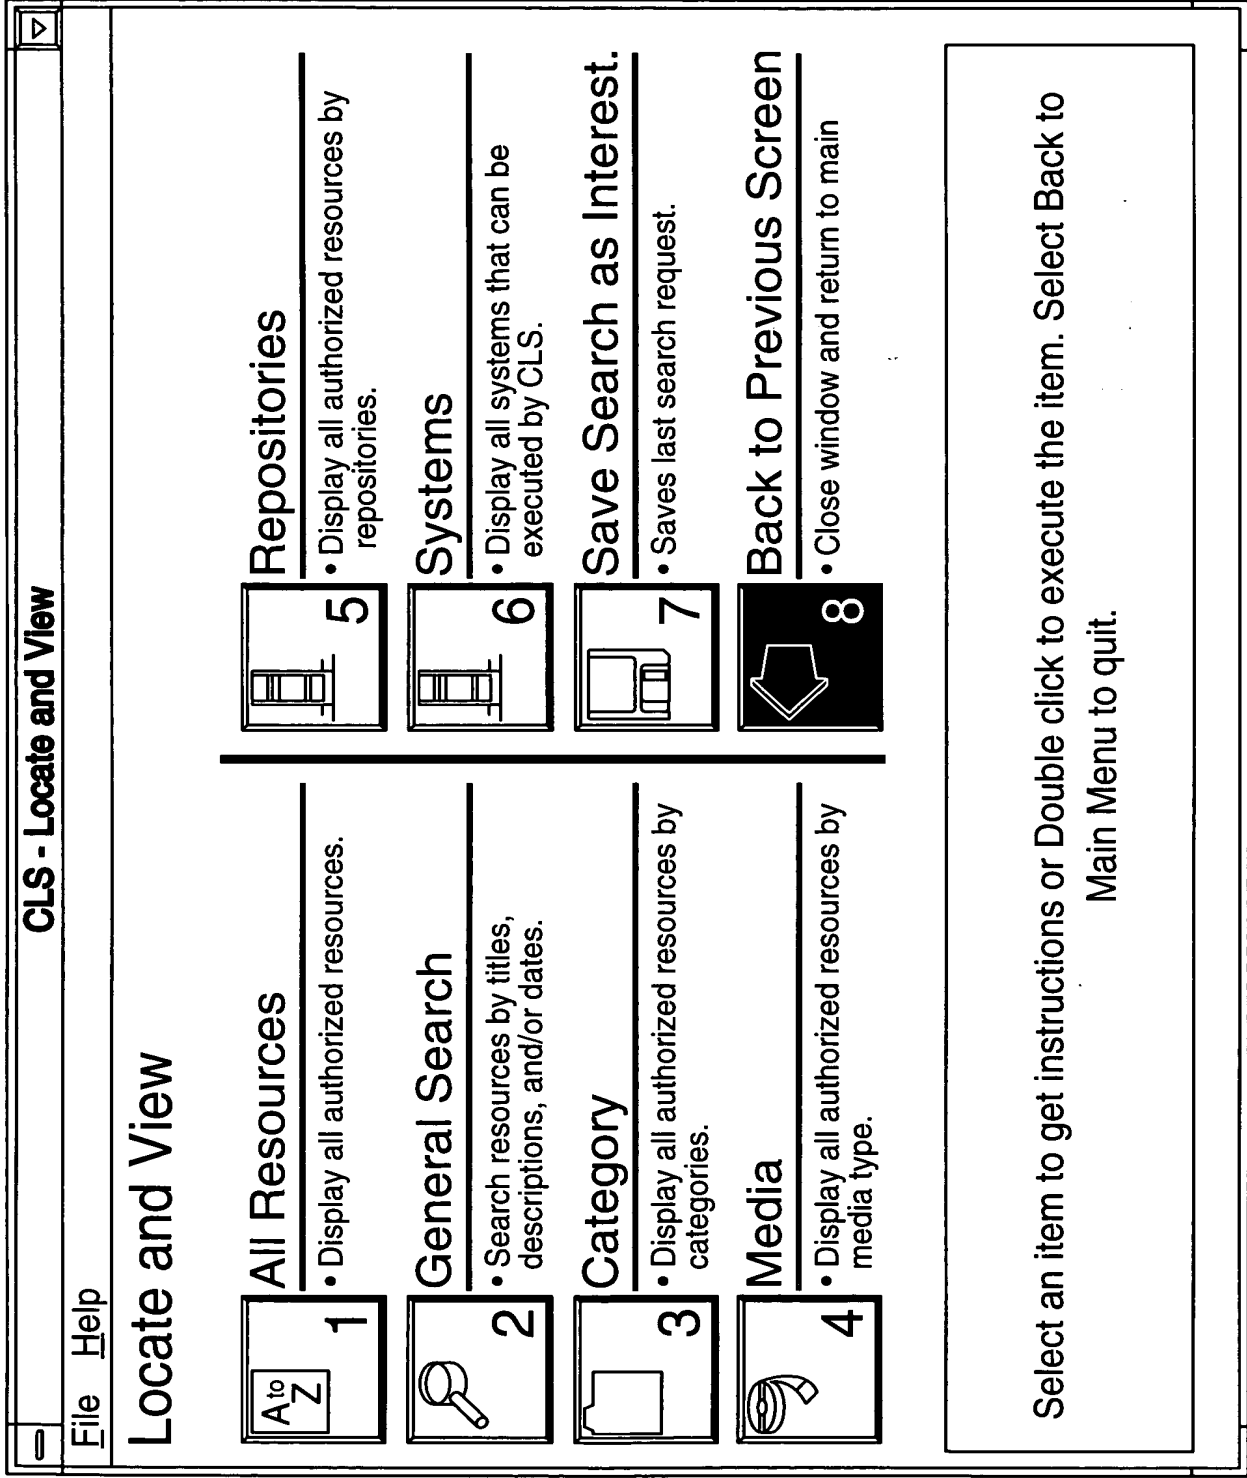 CLS - Locate and View
File Help
Locate and View
A to
Z
1
All Resources
• Display all authorized resources.
2
General Search
• Search resources by titles,
descriptions, and/or dates.
3
Category
• Display all authorized resources by
categories.
4
Media
• Display all authorized resources by
media type.
5
Repositories
• Display all authorized resources by
repositories.
6
Systems
• Display all systems that can be
executed by CLS.
7
Save Search as Interest.
• Saves last search request.
8
Back to Previous Screen
• Close window and return to main
Select an item to get instructions or Double click to execute the item. Select Back to
Main Menu to quit.